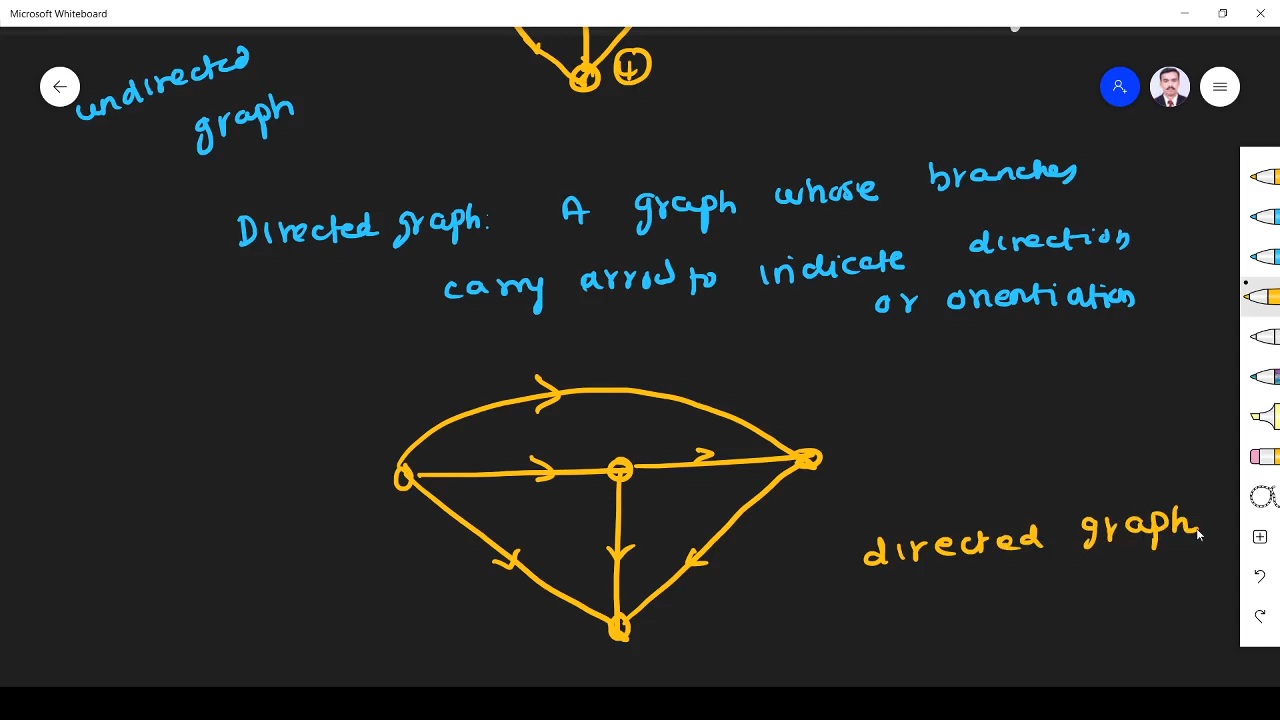 Microsoft Whiteboard
undirected
graph
Directed graph: A graph whose branches
carry arrow to indicate direction
or orientation
directed graph